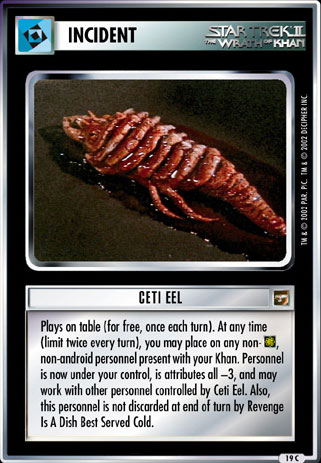 INCIDENT
STAR TREK II
THE WRATH OF KHAN
TM & © 2002 PAR. P.C. TM & © 2002 DECIPHER INC.
CETI EEL
Plays on table (for free, once each turn). At any time
(limit twice every turn), you may place on any non- ,
non-android personnel present with your Khan. Personnel
is now under your control, is attributes all –3, and may
work with other personnel controlled by Ceti Eel. Also,
this personnel is not discarded at end of turn by Revenge
Is A Dish Best Served Cold.
19 C